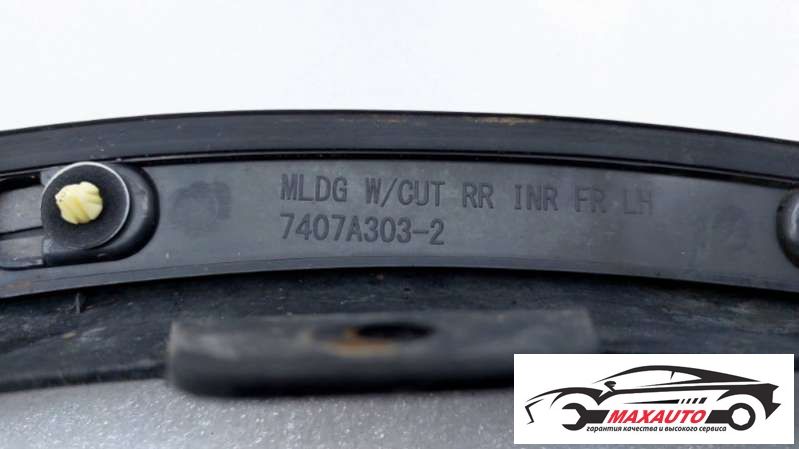 MLDG W/CUT RR INR FR LH
7407A303-2
MAXAUTO
гарантия качества и высокого сервиса